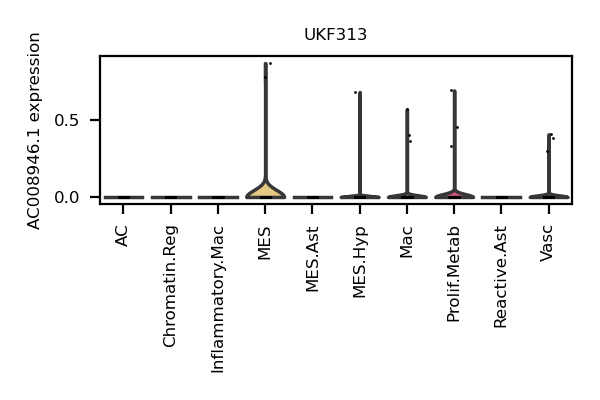 UKF313
AC008946.1 expression
0.5
0.0
AC
Chromatin.Reg
Inflammatory.Mac
MES
MES.Ast
MES.Hyp
Mac
Prolif.Metab
Reactive.Ast
Vasc